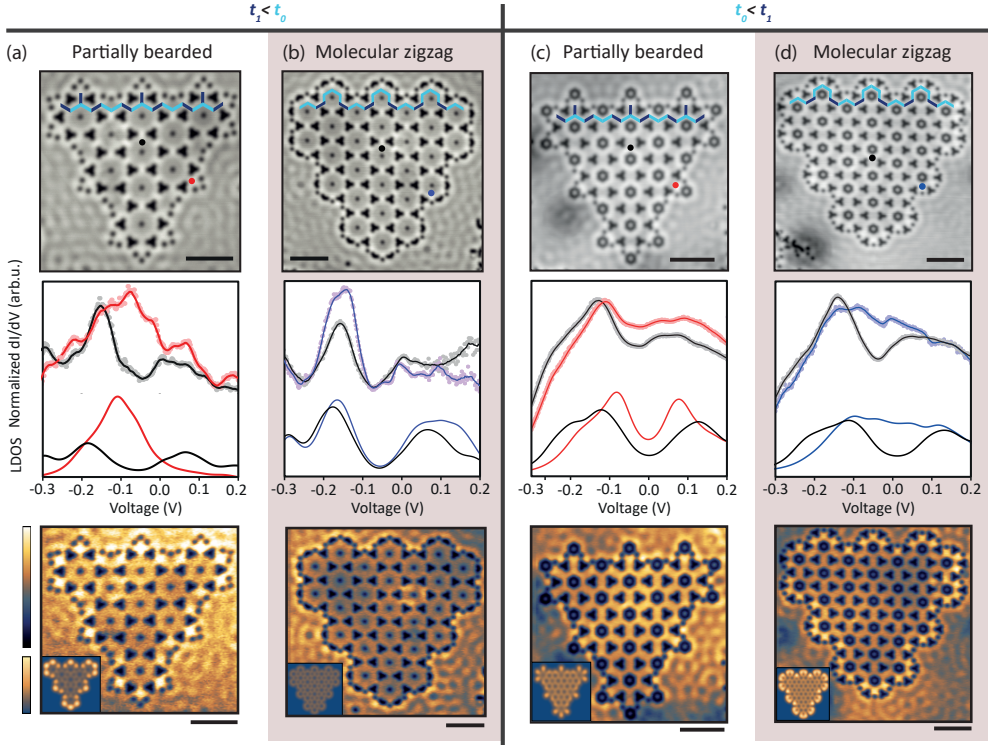 t1 < t0
t0 < t1
(a) Partially bearded
(b) Molecular zigzag
(c) Partially bearded
(d) Molecular zigzag
LDOS Normalized dI/dV (arb.u.)
-0.3 -0.2 -0.1 0.0 0.1 0.2
-0.3 -0.2 -0.1 0.0 0.1 0.2
-0.3 -0.1 0.0 0.1 0.2
-0.3 -0.2 -0.1 0.0 0.1 0.2
Voltage (V)
Voltage (V)
Voltage (V)
Voltage (V)